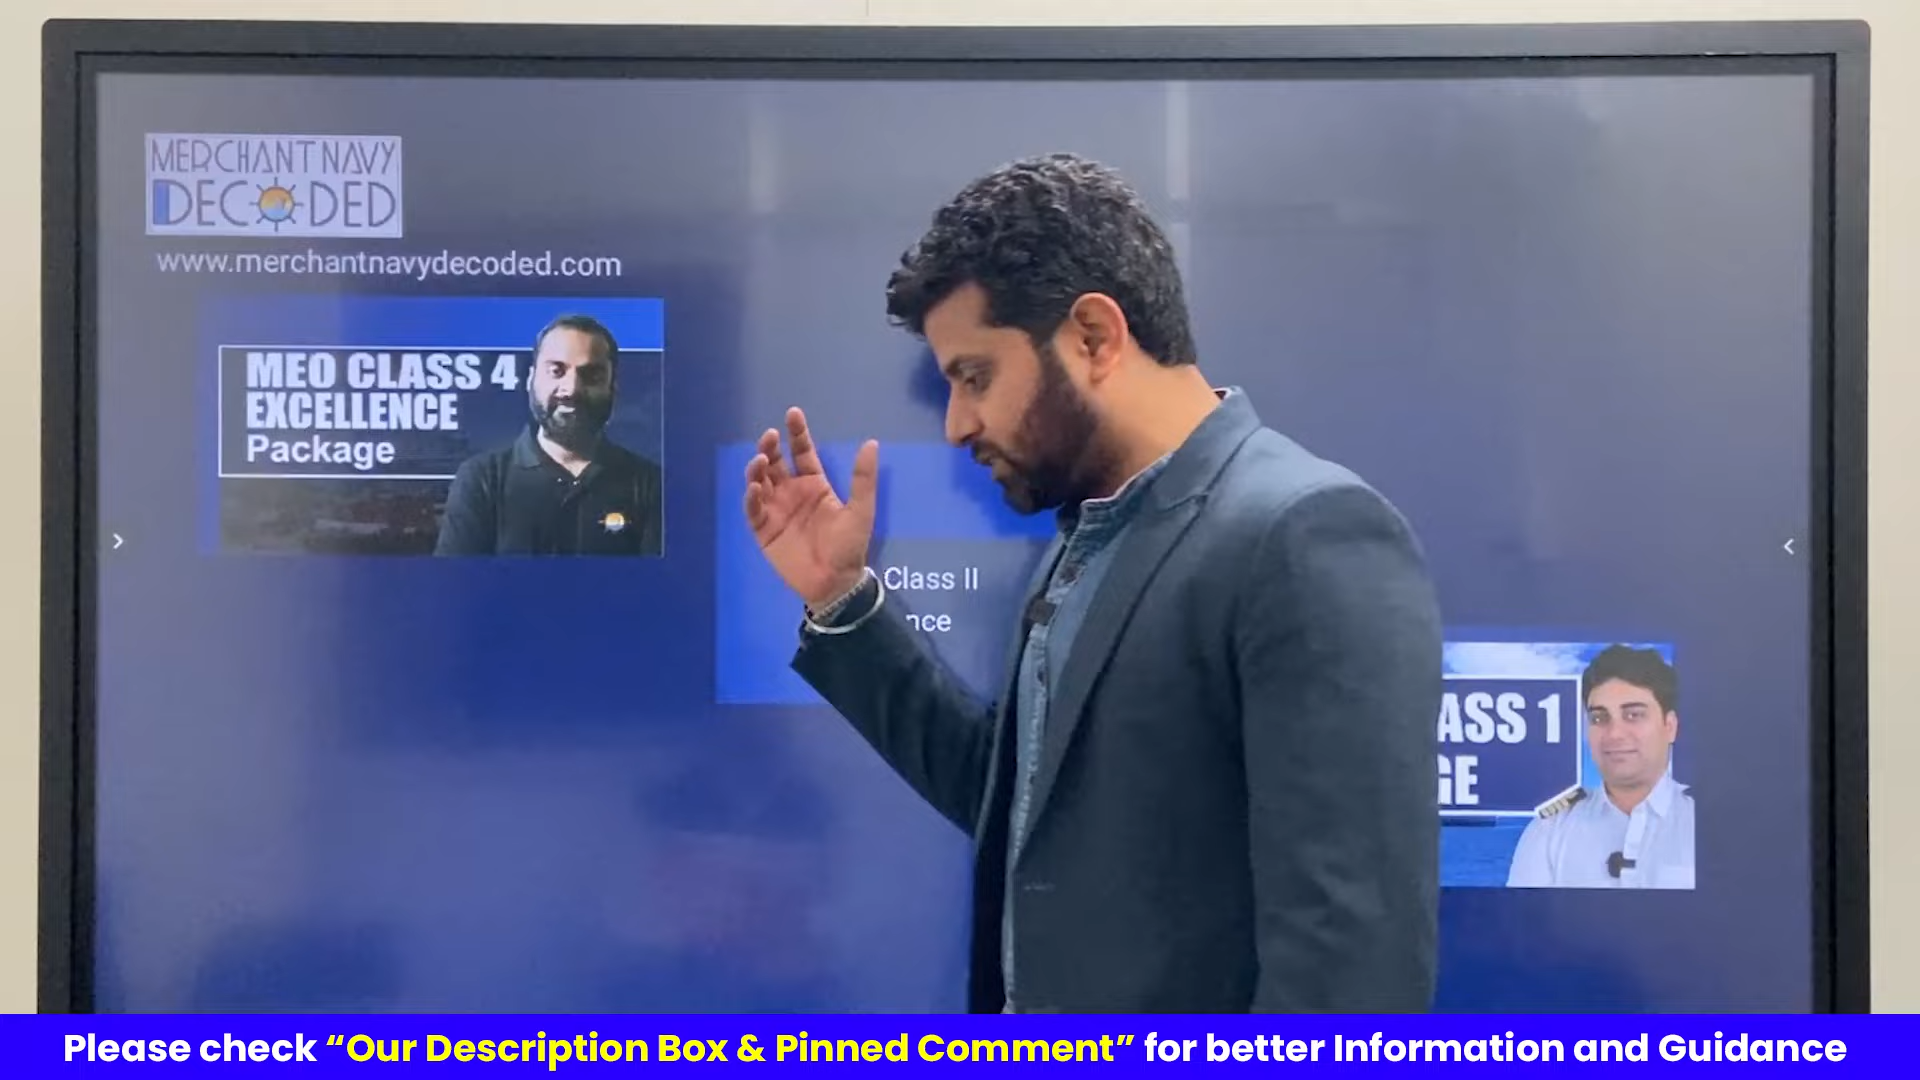 MERCHANT NAVY
DECODED
www.merchantnavydecoded.com
MEO CLASS 4
EXCELLENCE
Package
Class II
nce
ASS 1
GE
Please check “Our Description Box & Pinned Comment” for better Information and Guidance